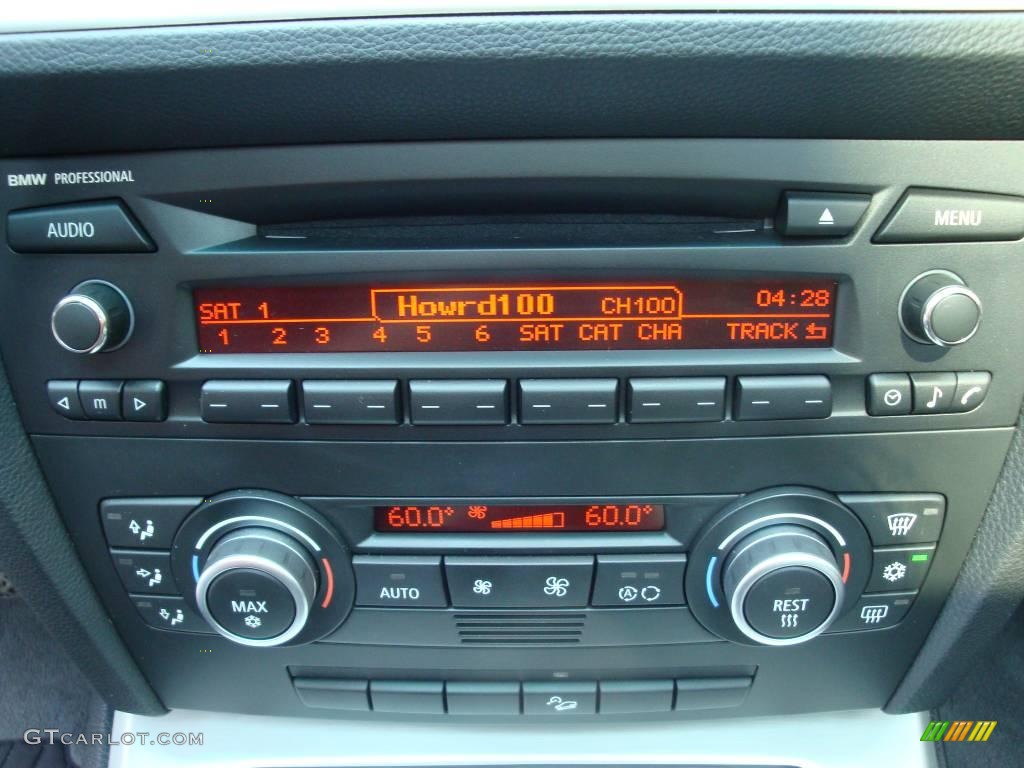 BMW PROFESSIONAL
AUDIO
MENU
SAT 1 Howrd100 CH100 04:28
1 2 3 4 5 6 SAT CAT CHA TRACK
m
60.0° 60.0°
AUTO A
MAX
REST
GTCARLOT.COM